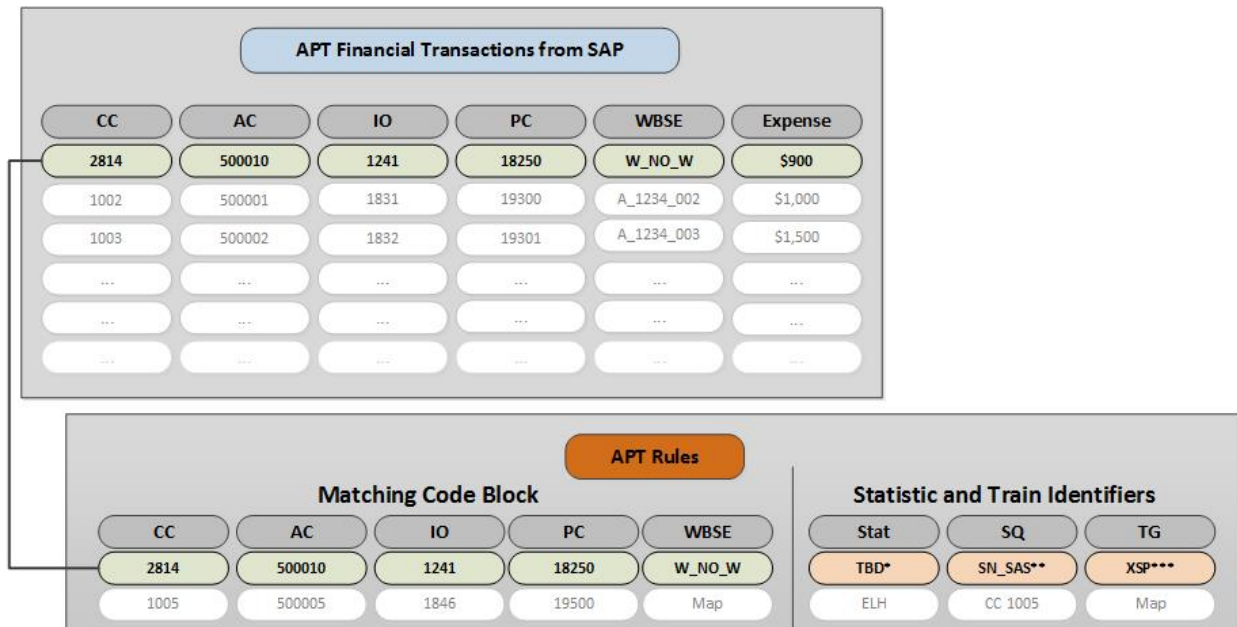 APT Financial Transactions from SAP
CC AC IO PC WBSE Expense
2814 500010 1241 18250 W_NO_W $900
1002 500001 1831 19300 A_1234_002 $1,000
1003 500002 1832 19301 A_1234_003 $1,500
... ... ... ... ... ...
... ... ... ... ... ...
... ... ... ... ... ...
APT Rules
Matching Code Block Statistic and Train Identifiers
CC AC IO PC WBSE Stat SQ TG
2814 500010 1241 18250 W_NO_W TBD* SN_SAS** XSP***
1005 500005 1846 19500 Map ELH CC 1005 Map